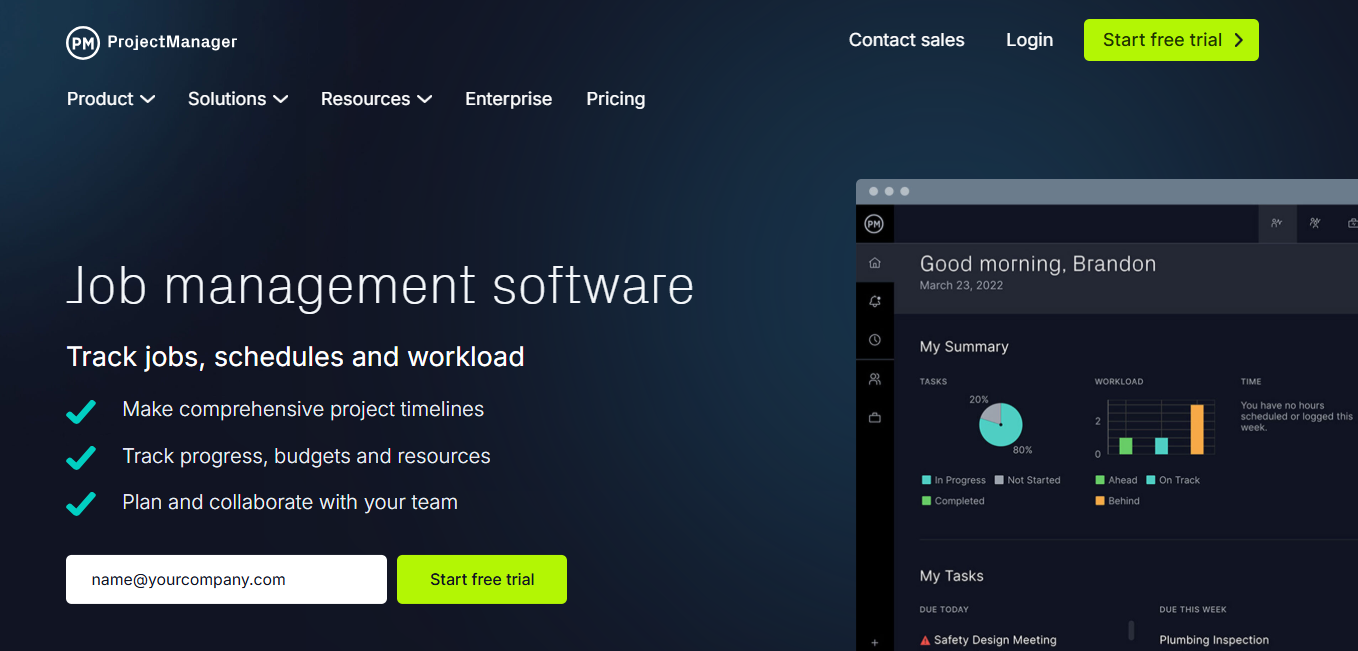 PM ProjectManager
Contact sales
Login
Start free trial
Product
Solutions
Resources
Enterprise
Pricing
Job management software
Track jobs, schedules and workload
Make comprehensive project timelines
Track progress, budgets and resources
Plan and collaborate with your team
name@yourcompany.com
Start free trial
PM
Good morning, Brandon
March 23, 2022
My Summary
TASKS
20%
80%
In Progress
Not Started
Completed
WORKLOAD
2
0
Ahead
On Track
Behind
TIME
You have no hours
scheduled or logged this
week.
My Tasks
DUE TODAY
Safety Design Meeting
DUE THIS WEEK
Plumbing Inspection